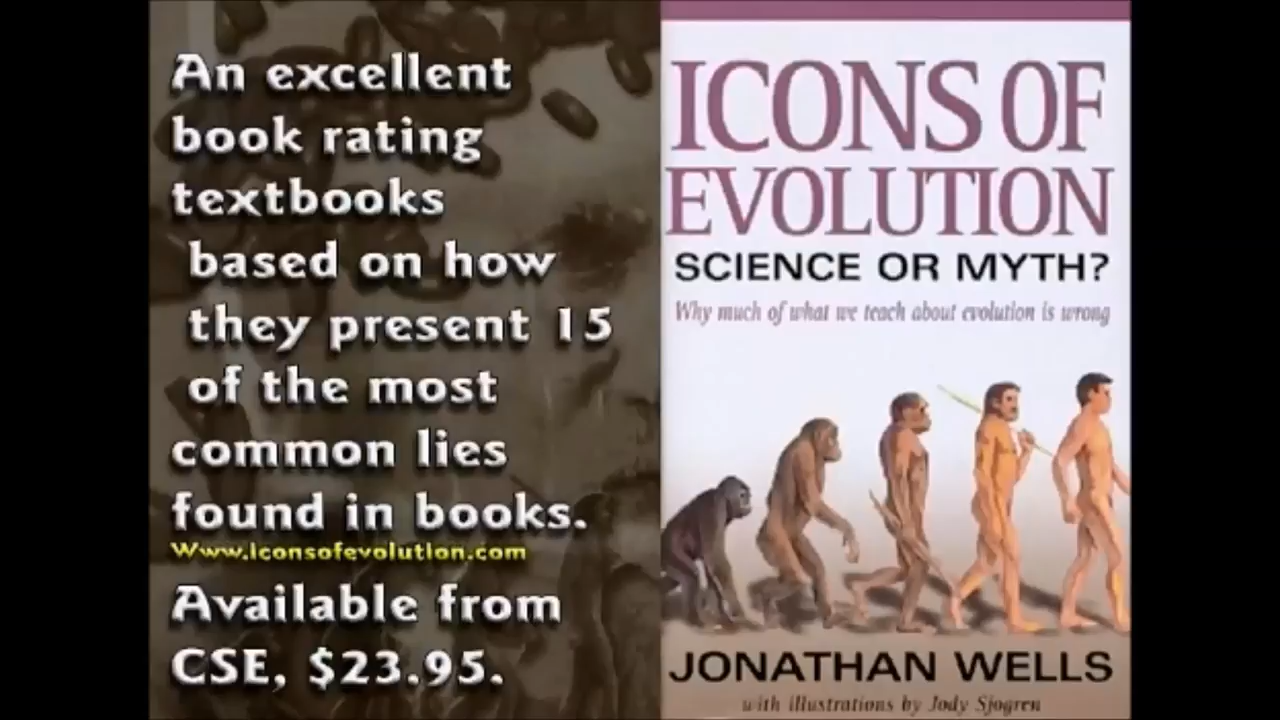 An excellent
book rating
textbooks
based on how
they present 15
of the most
common lies
found in books.
Www.iconsofevolution.com
Available from
CSE, $23.95.
ICONS OF
EVOLUTION
SCIENCE OR MYTH?
Why much of what we teach about evolution is wrong
JONATHAN WELLS
with illustrations by Jody Sjogren